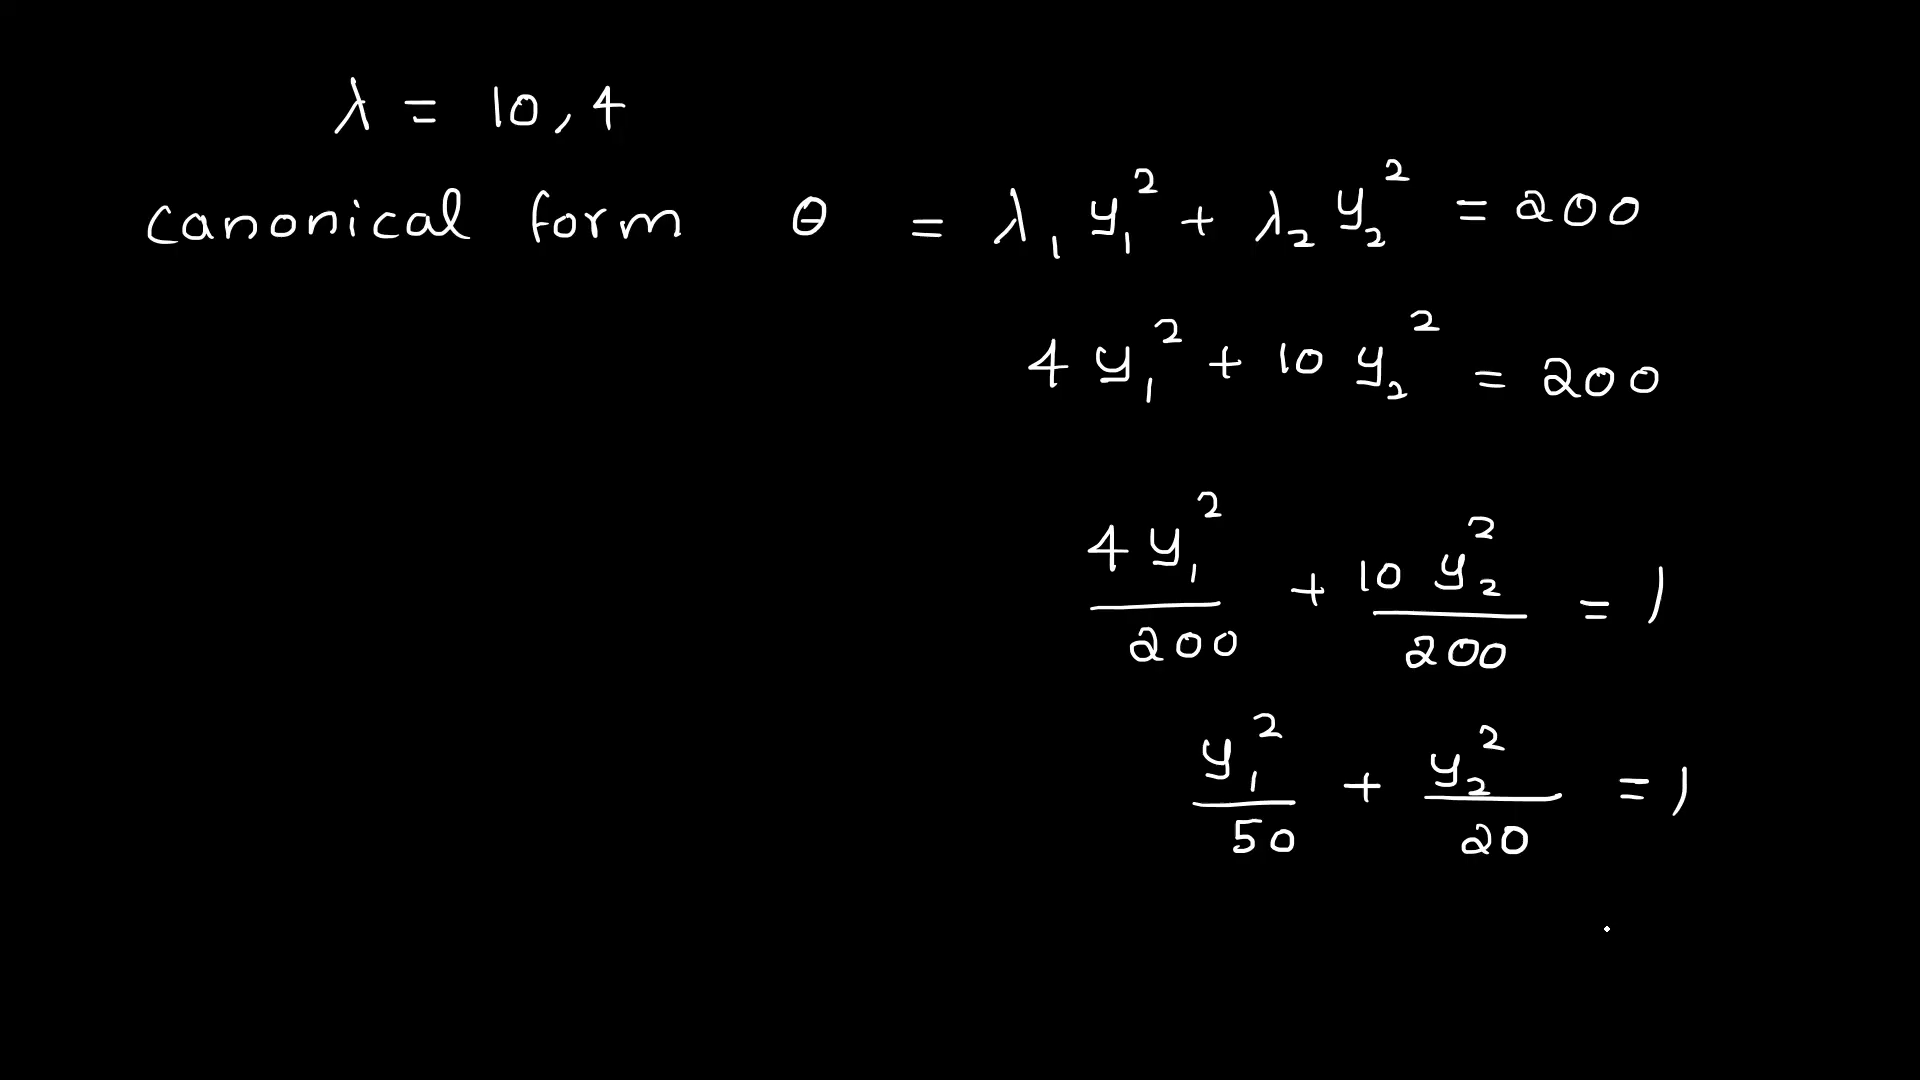 λ = 10, 4
canonical form θ = λ₁ y₁² + λ₂ y₂² = 200
4 y₁² + 10 y₂² = 200
4 y₁² / 200 + 10 y₂² / 200 = 1
y₁² / 50 + y₂² / 20 = 1